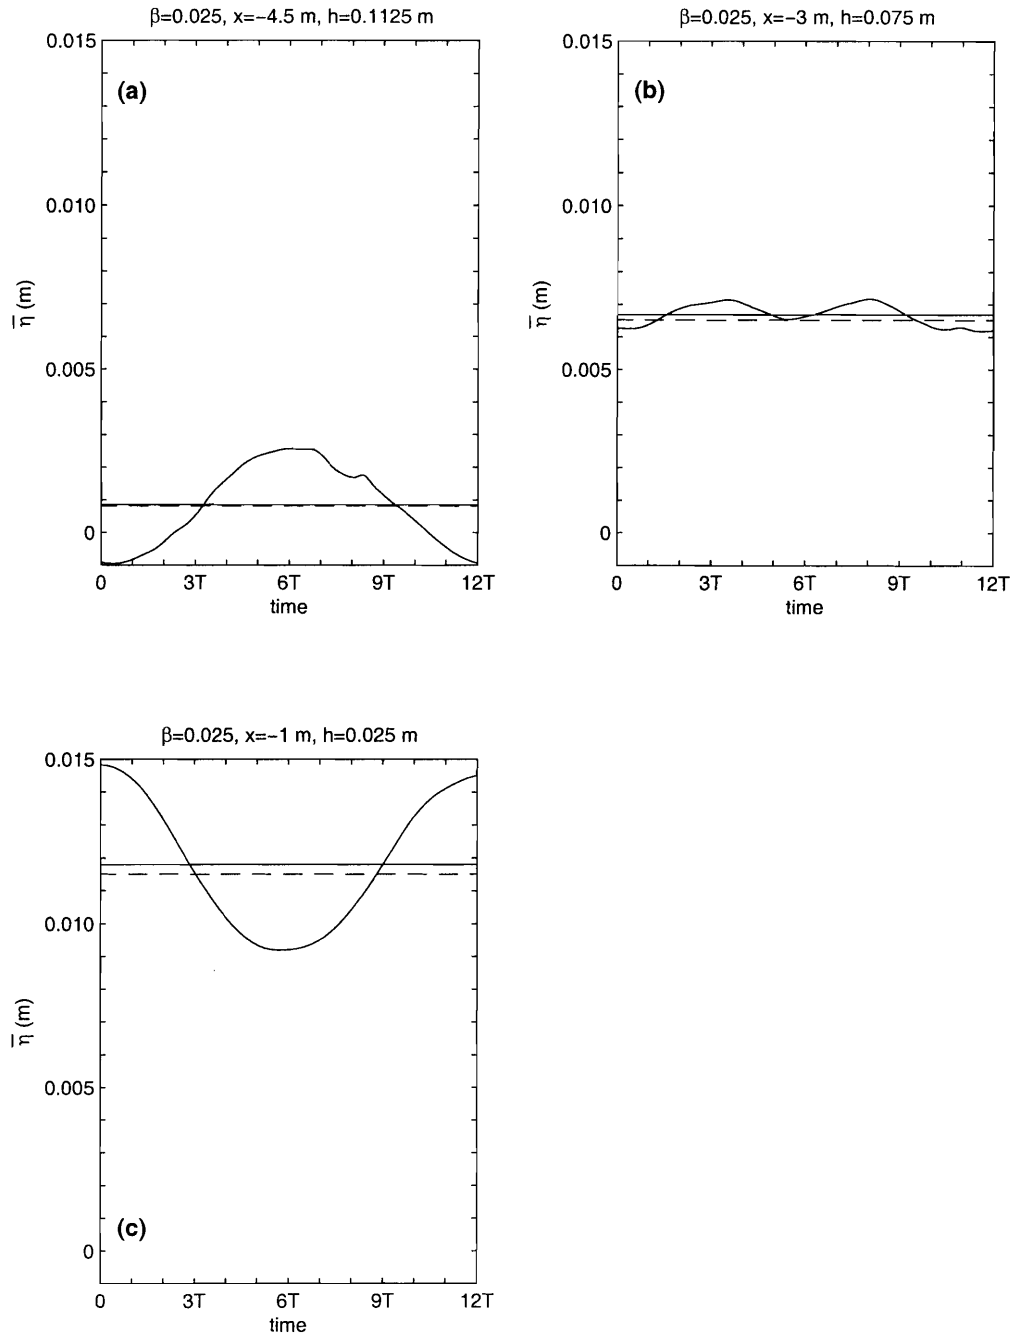 β=0.025, x=−4.5 m, h=0.1125 m
0.015
(a)
0.010
η̅ (m)
0.005
0
0 3T 6T 9T 12T
time
β=0.025, x=−3 m, h=0.075 m
0.015
(b)
0.010
η̅ (m)
0.005
0
0 3T 6T 9T 12T
time
β=0.025, x=−1 m, h=0.025 m
0.015
0.010
η̅ (m)
0.005
(c)
0
0 3T 6T 9T 12T
time